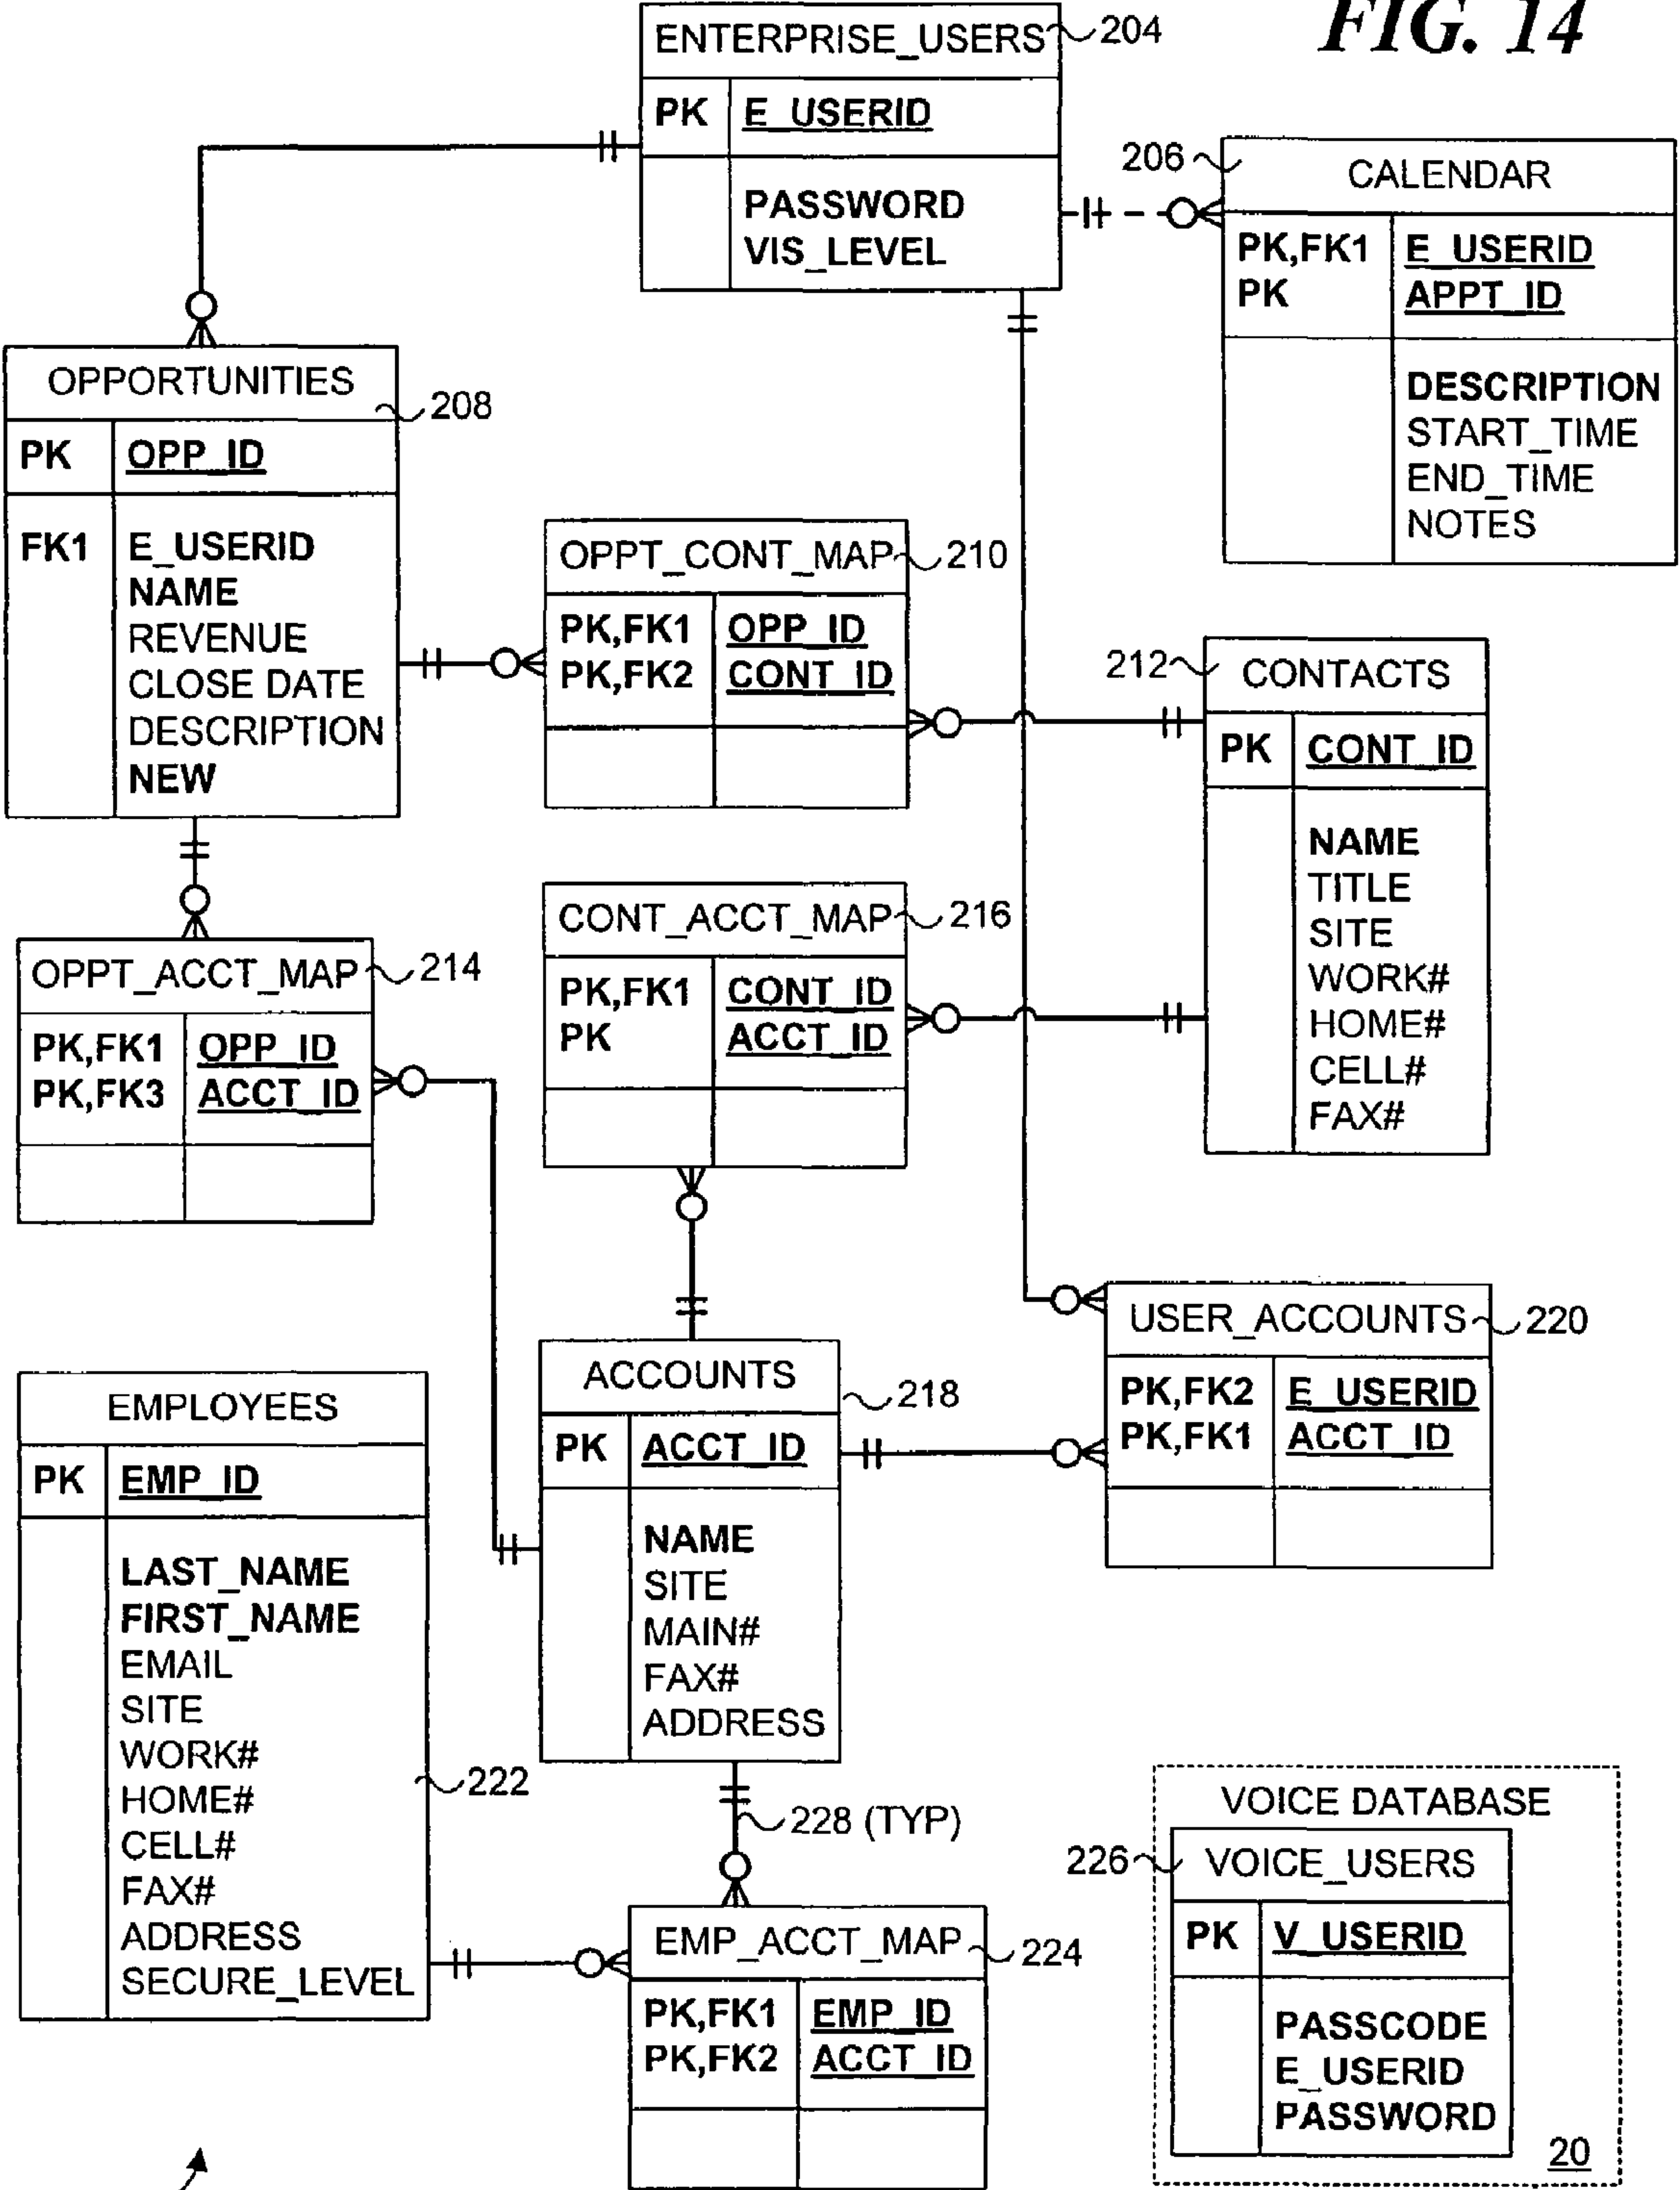 FIG. 14
ENTERPRISE_USERS 204
PK E_USERID
PASSWORD
VIS_LEVEL
206 CALENDAR
PK,FK1 E_USERID
PK APPT_ID
DESCRIPTION
START_TIME
END_TIME
NOTES
OPPORTUNITIES
208
PK OPP_ID
FK1 E_USERID
NAME
REVENUE
CLOSE DATE
DESCRIPTION
NEW
OPPT_CONT_MAP 210
PK,FK1 OPP_ID
PK,FK2 CONT_ID
212 CONTACTS
PK CONT_ID
NAME
TITLE
SITE
WORK#
HOME#
CELL#
FAX#
OPPT_ACCT_MAP 214
PK,FK1 OPP_ID
PK,FK3 ACCT_ID
CONT_ACCT_MAP 216
PK,FK1 CONT_ID
PK ACCT_ID
USER_ACCOUNTS 220
PK,FK2 E_USERID
PK,FK1 ACCT_ID
ACCOUNTS
218
PK ACCT_ID
NAME
SITE
MAIN#
FAX#
ADDRESS
EMPLOYEES
PK EMP_ID
LAST_NAME
FIRST_NAME
EMAIL
SITE
WORK#
HOME#
CELL#
FAX#
ADDRESS
SECURE_LEVEL
222
228 (TYP)
EMP_ACCT_MAP 224
PK,FK1 EMP_ID
PK,FK2 ACCT_ID
VOICE DATABASE
226 VOICE_USERS
PK V_USERID
PASSCODE
E_USERID
PASSWORD
20